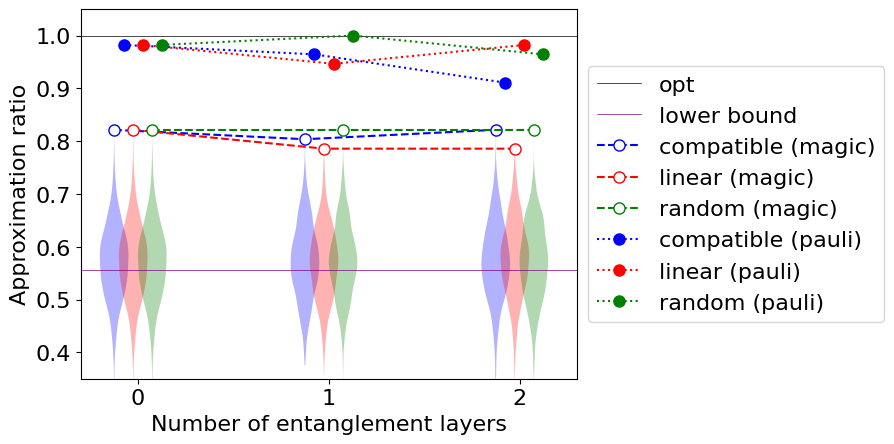 1.0
0.9
0.8
0.7
0.6
0.5
0.4
Approximation ratio
0
1
2
Number of entanglement layers
opt
lower bound
compatible (magic)
linear (magic)
random (magic)
compatible (pauli)
linear (pauli)
random (pauli)